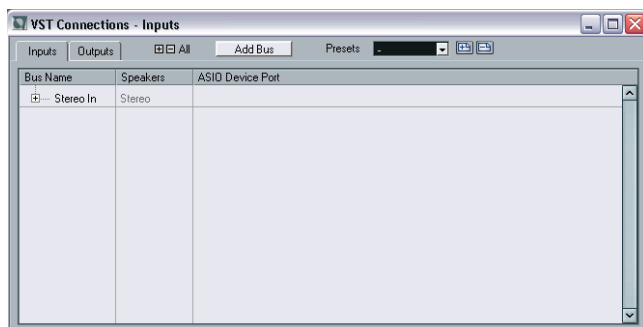 VST Connections - Inputs
Inputs Outputs All Add Bus Presets -
Bus Name Speakers ASIO Device Port
Stereo In Stereo